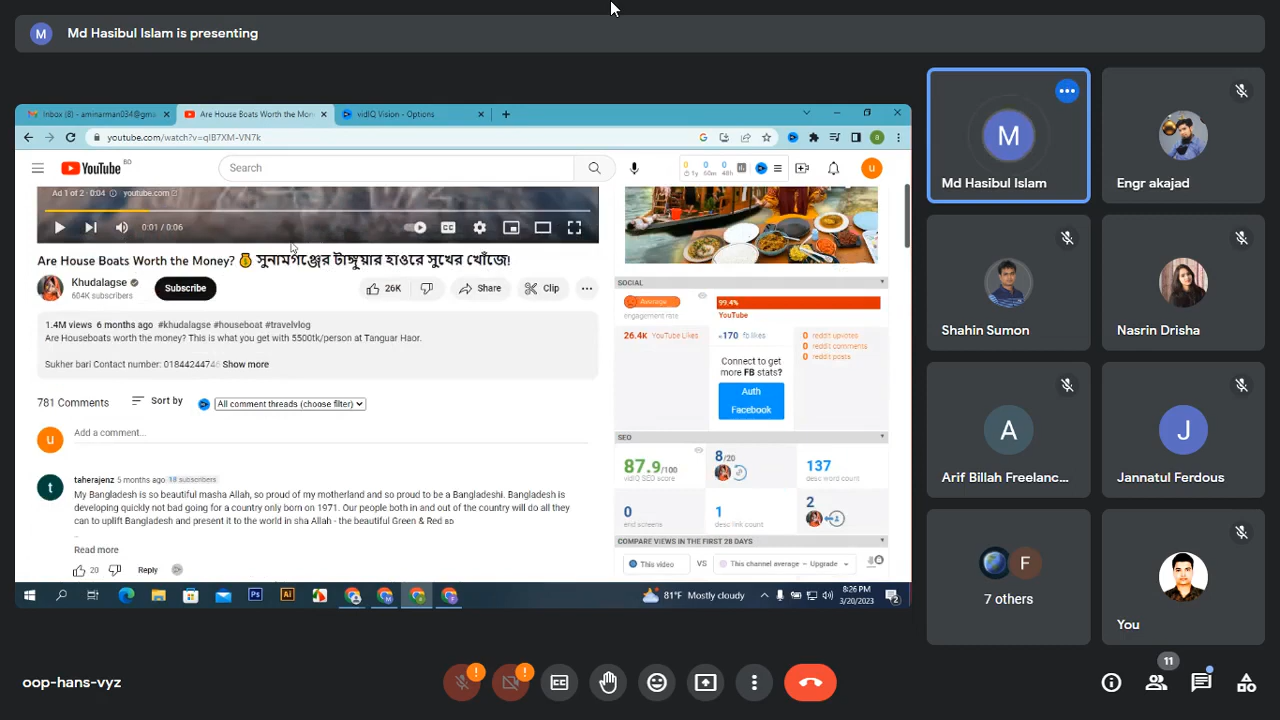 M Md Hasibul Islam is presenting
Inbox (8) - aminarman034@gma
Are House Boats Worth the Mon
vidIQ Vision - Options
youtube.com/watch?v=qIB7XM-VN7k
YouTube BD
Search
0 0 0
1y 60m 48h
u
Ad 1 of 2 · 0:04 youtube.com
0:01 / 0:06
Are House Boats Worth the Money? 💰 সুনামগঞ্জের টাঙ্গুয়ার হাওরে সুখের খোঁজে!
Khudalagse
604K subscribers
Subscribe
26K
Share
Clip
1.4M views 6 months ago #khudalagse #houseboat #travelvlog
Are Houseboats worth the money? This is what you get with 5500tk/person at Tanguar Haor.
Sukher bari Contact number: 01844244746 Show more
781 Comments
Sort by
All comment threads (choose filter)
u
Add a comment...
t
taherajenz 5 months ago 18 subscribers
My Bangladesh is so beautiful masha Allah, so proud of my motherland and so proud to be a Bangladeshi. Bangladesh is
developing quickly not bad going for a country only born on 1971. Our people both in and out of the country will do all they
can to uplift Bangladesh and present it to the world in sha Allah - the beautiful Green & Red BD
..
Read more
20
Reply
SOCIAL
Average
engagement rate
99.4%
YouTube
26.4K YouTube Likes
<170 fb likes
0 reddit upvotes
0 reddit comments
0 reddit posts
Connect to get
more FB stats?
Auth
Facebook
SEO
87.9/100
vidIQ SEO score
8/20
137
desc word count
0
end screens
1
desc link count
2
COMPARE VIEWS IN THE FIRST 28 DAYS
This video
VS
This channel average - Upgrade
Ps
Ai
81°F Mostly cloudy
8:26 PM
3/20/2023
2
M
Md Hasibul Islam
Engr akajad
Shahin Sumon
Nasrin Drisha
A
Arif Billah Freelanc...
J
Jannatul Ferdous
F
7 others
You
oop-hans-vyz
11